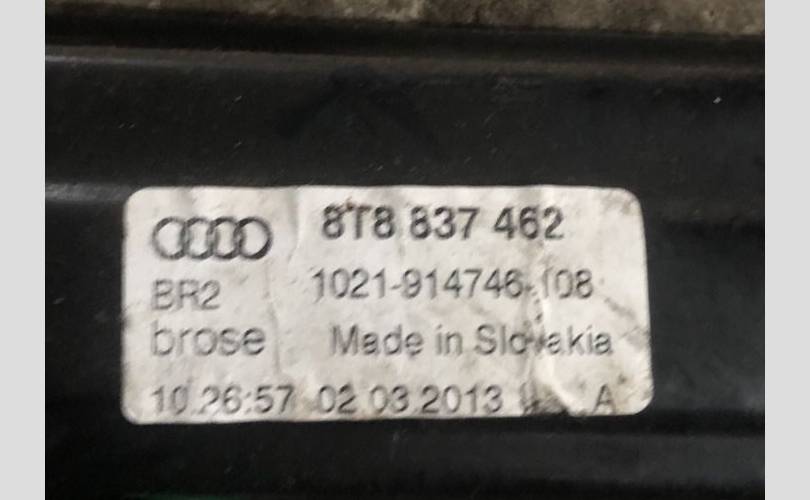 8T8 837 462
BR2 1021-914746-108
brose Made in Slovakia
10:26:57 02.03.2013 A